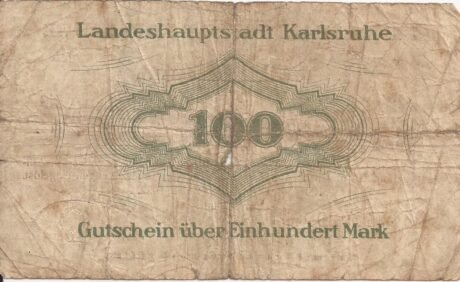 Landeshauptstadt Karlsruhe
100
Gutschein über Einhundert Mark